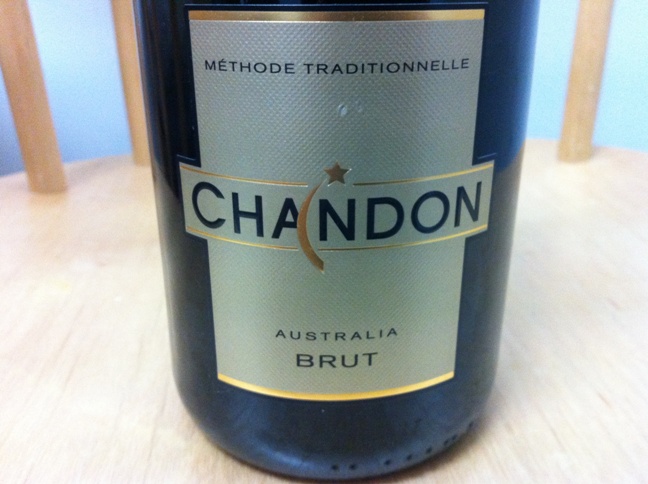 MÉTHODE TRADITIONNELLE
CHANDON
AUSTRALIA
BRUT